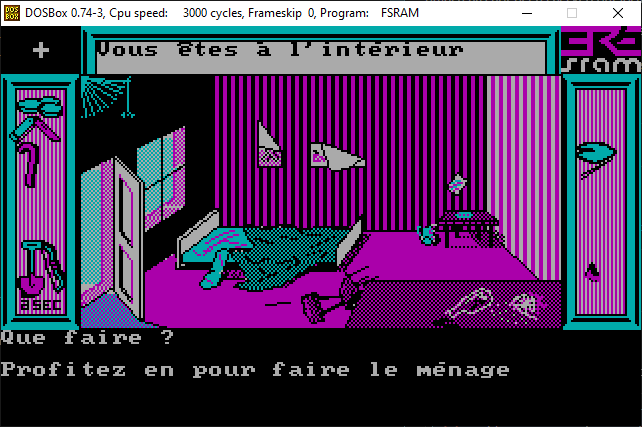 DOSBox 0.74-3, Cpu speed: 3000 cycles, Frameskip 0, Program: FSRAM
Vous êtes à l'intérieur
ERE
sram
Que faire ?
Profitez en pour faire le ménage